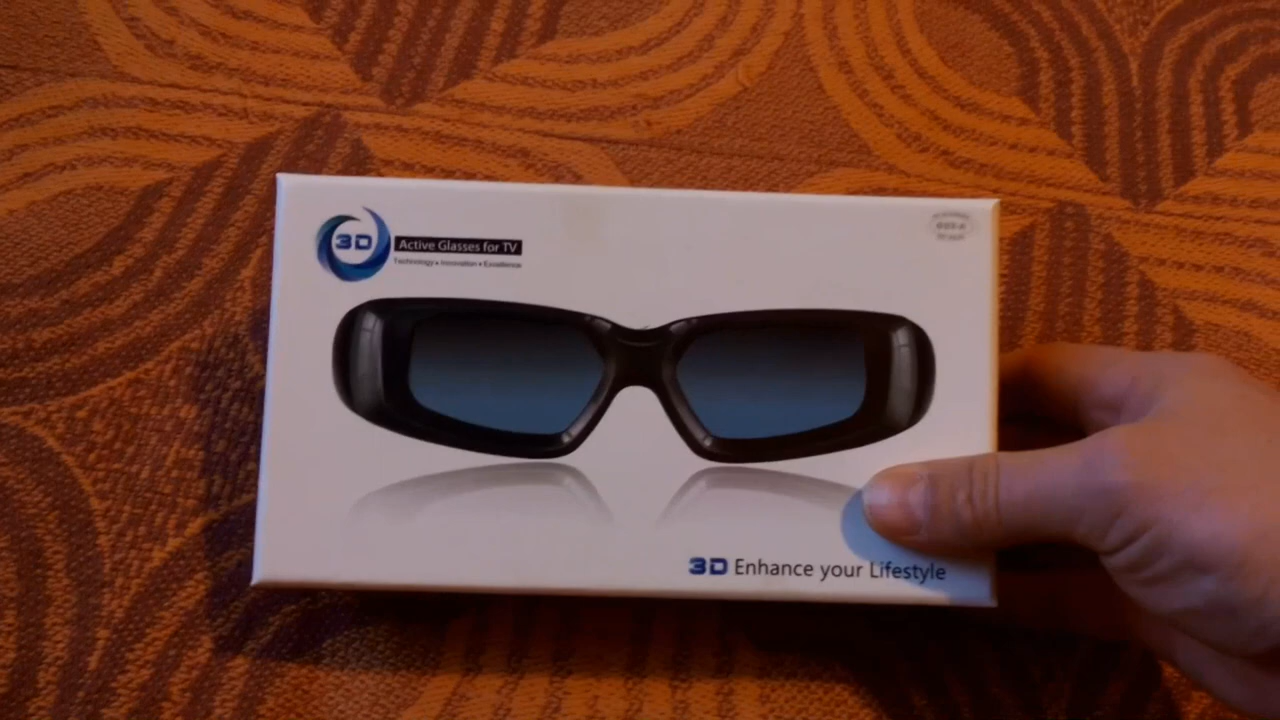 3D
Active Glasses for TV
Technology • Innovation • Excellence
3D Enhance your Lifestyle